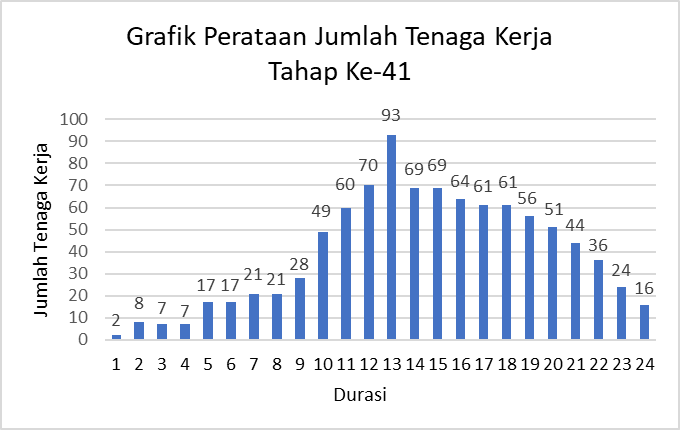 Grafik Perataan Jumlah Tenaga Kerja
Tahap Ke-41
Jumlah Tenaga Kerja
100
90
80
70
60
50
40
30
20
10
0
2 8 7 7 17 17 21 21 28 49 60 70 93 69 69 64 61 61 56 51 44 36 24 16
1 2 3 4 5 6 7 8 9 10 11 12 13 14 15 16 17 18 19 20 21 22 23 24
Durasi